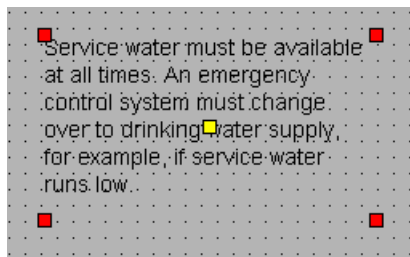 Service water must be available
at all times. An emergency
control system must change
over to drinking water supply,
for example, if service water
runs low.